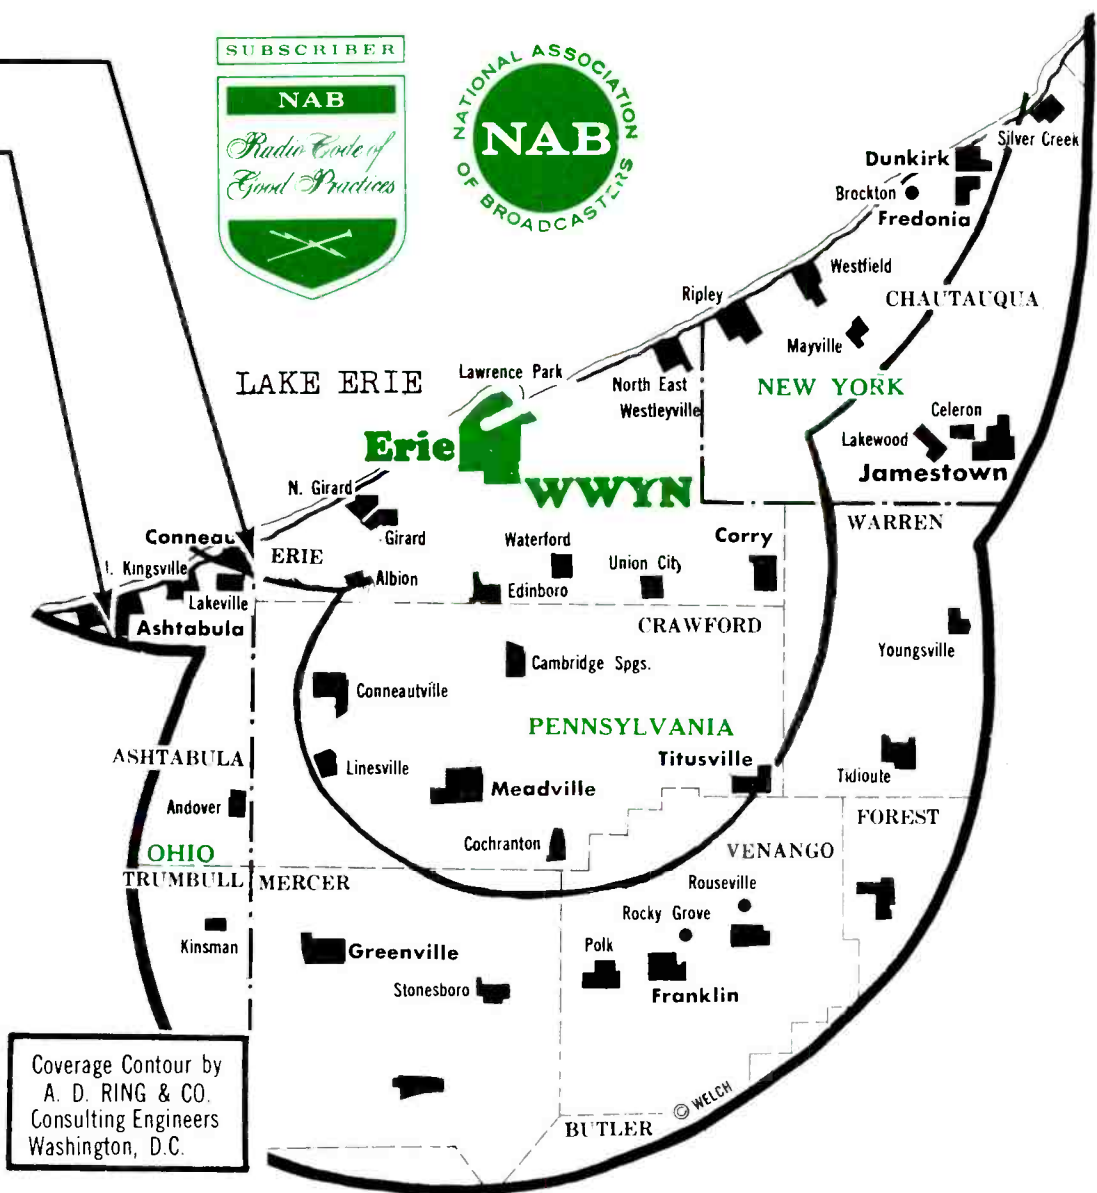 SUBSCRIBER
NAB
Radio Code of
Good Practices
NATIONAL ASSOCIATION
OF BROADCASTERS
NAB
Silver Creek
Dunkirk
Brockton
Fredonia
Westfield
CHAUTAUQUA
Ripley
Mayville
LAKE ERIE
Lawrence Park
North East
NEW YORK
Westleyville
Celeron
Lakewood
Erie
Jamestown
WWYN
N. Girard
WARREN
Girard
Conneau
ERIE
Waterford
Corry
Kingsville
Albion
Union City
Edinboro
Lakeville
Ashtabula
CRAWFORD
Youngsville
Cambridge Spgs.
Conneautville
PENNSYLVANIA
ASHTABULA
Titusville
Linesville
Tidioute
Meadville
Andover
FOREST
Cochranton
OHIO
VENANGO
TRUMBULL
MERCER
Rouseville
Rocky Grove
Kinsman
Greenville
Polk
Stonesboro
Franklin
Coverage Contour by
A. D. RING & CO.
Consulting Engineers
Washington, D.C.
© WELCH
BUTLER